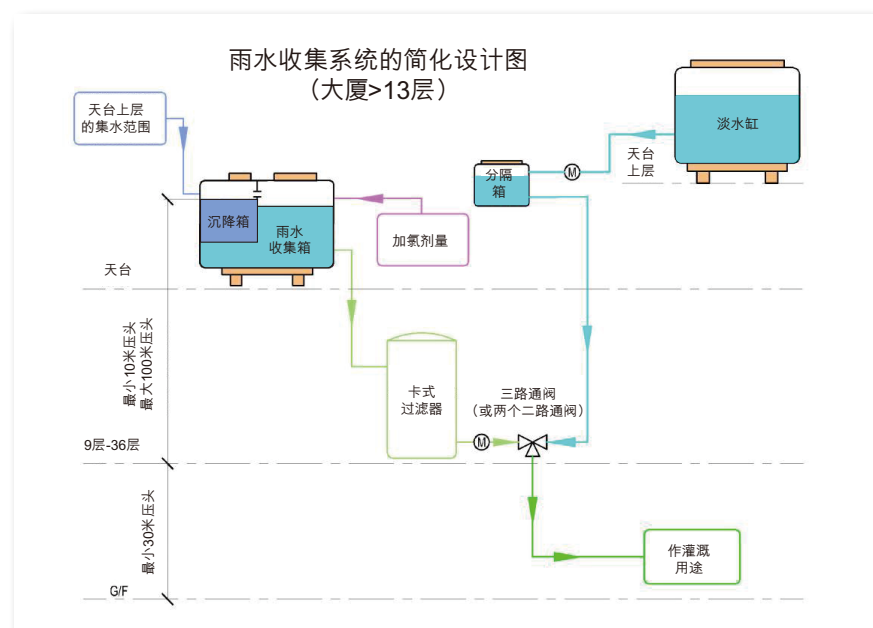 雨水收集系统的简化设计图
（大厦>13层）
天台上层
的集水范围
淡水缸
天台
上层
分隔
箱
M
沉降箱
雨水
收集箱
加氯剂量
天台
最小10米压头
最大100米压头
卡式
过滤器
三路通阀
（或两个二路通阀）
M
9层-36层
最小30米压头
作灌溉
用途
G/F